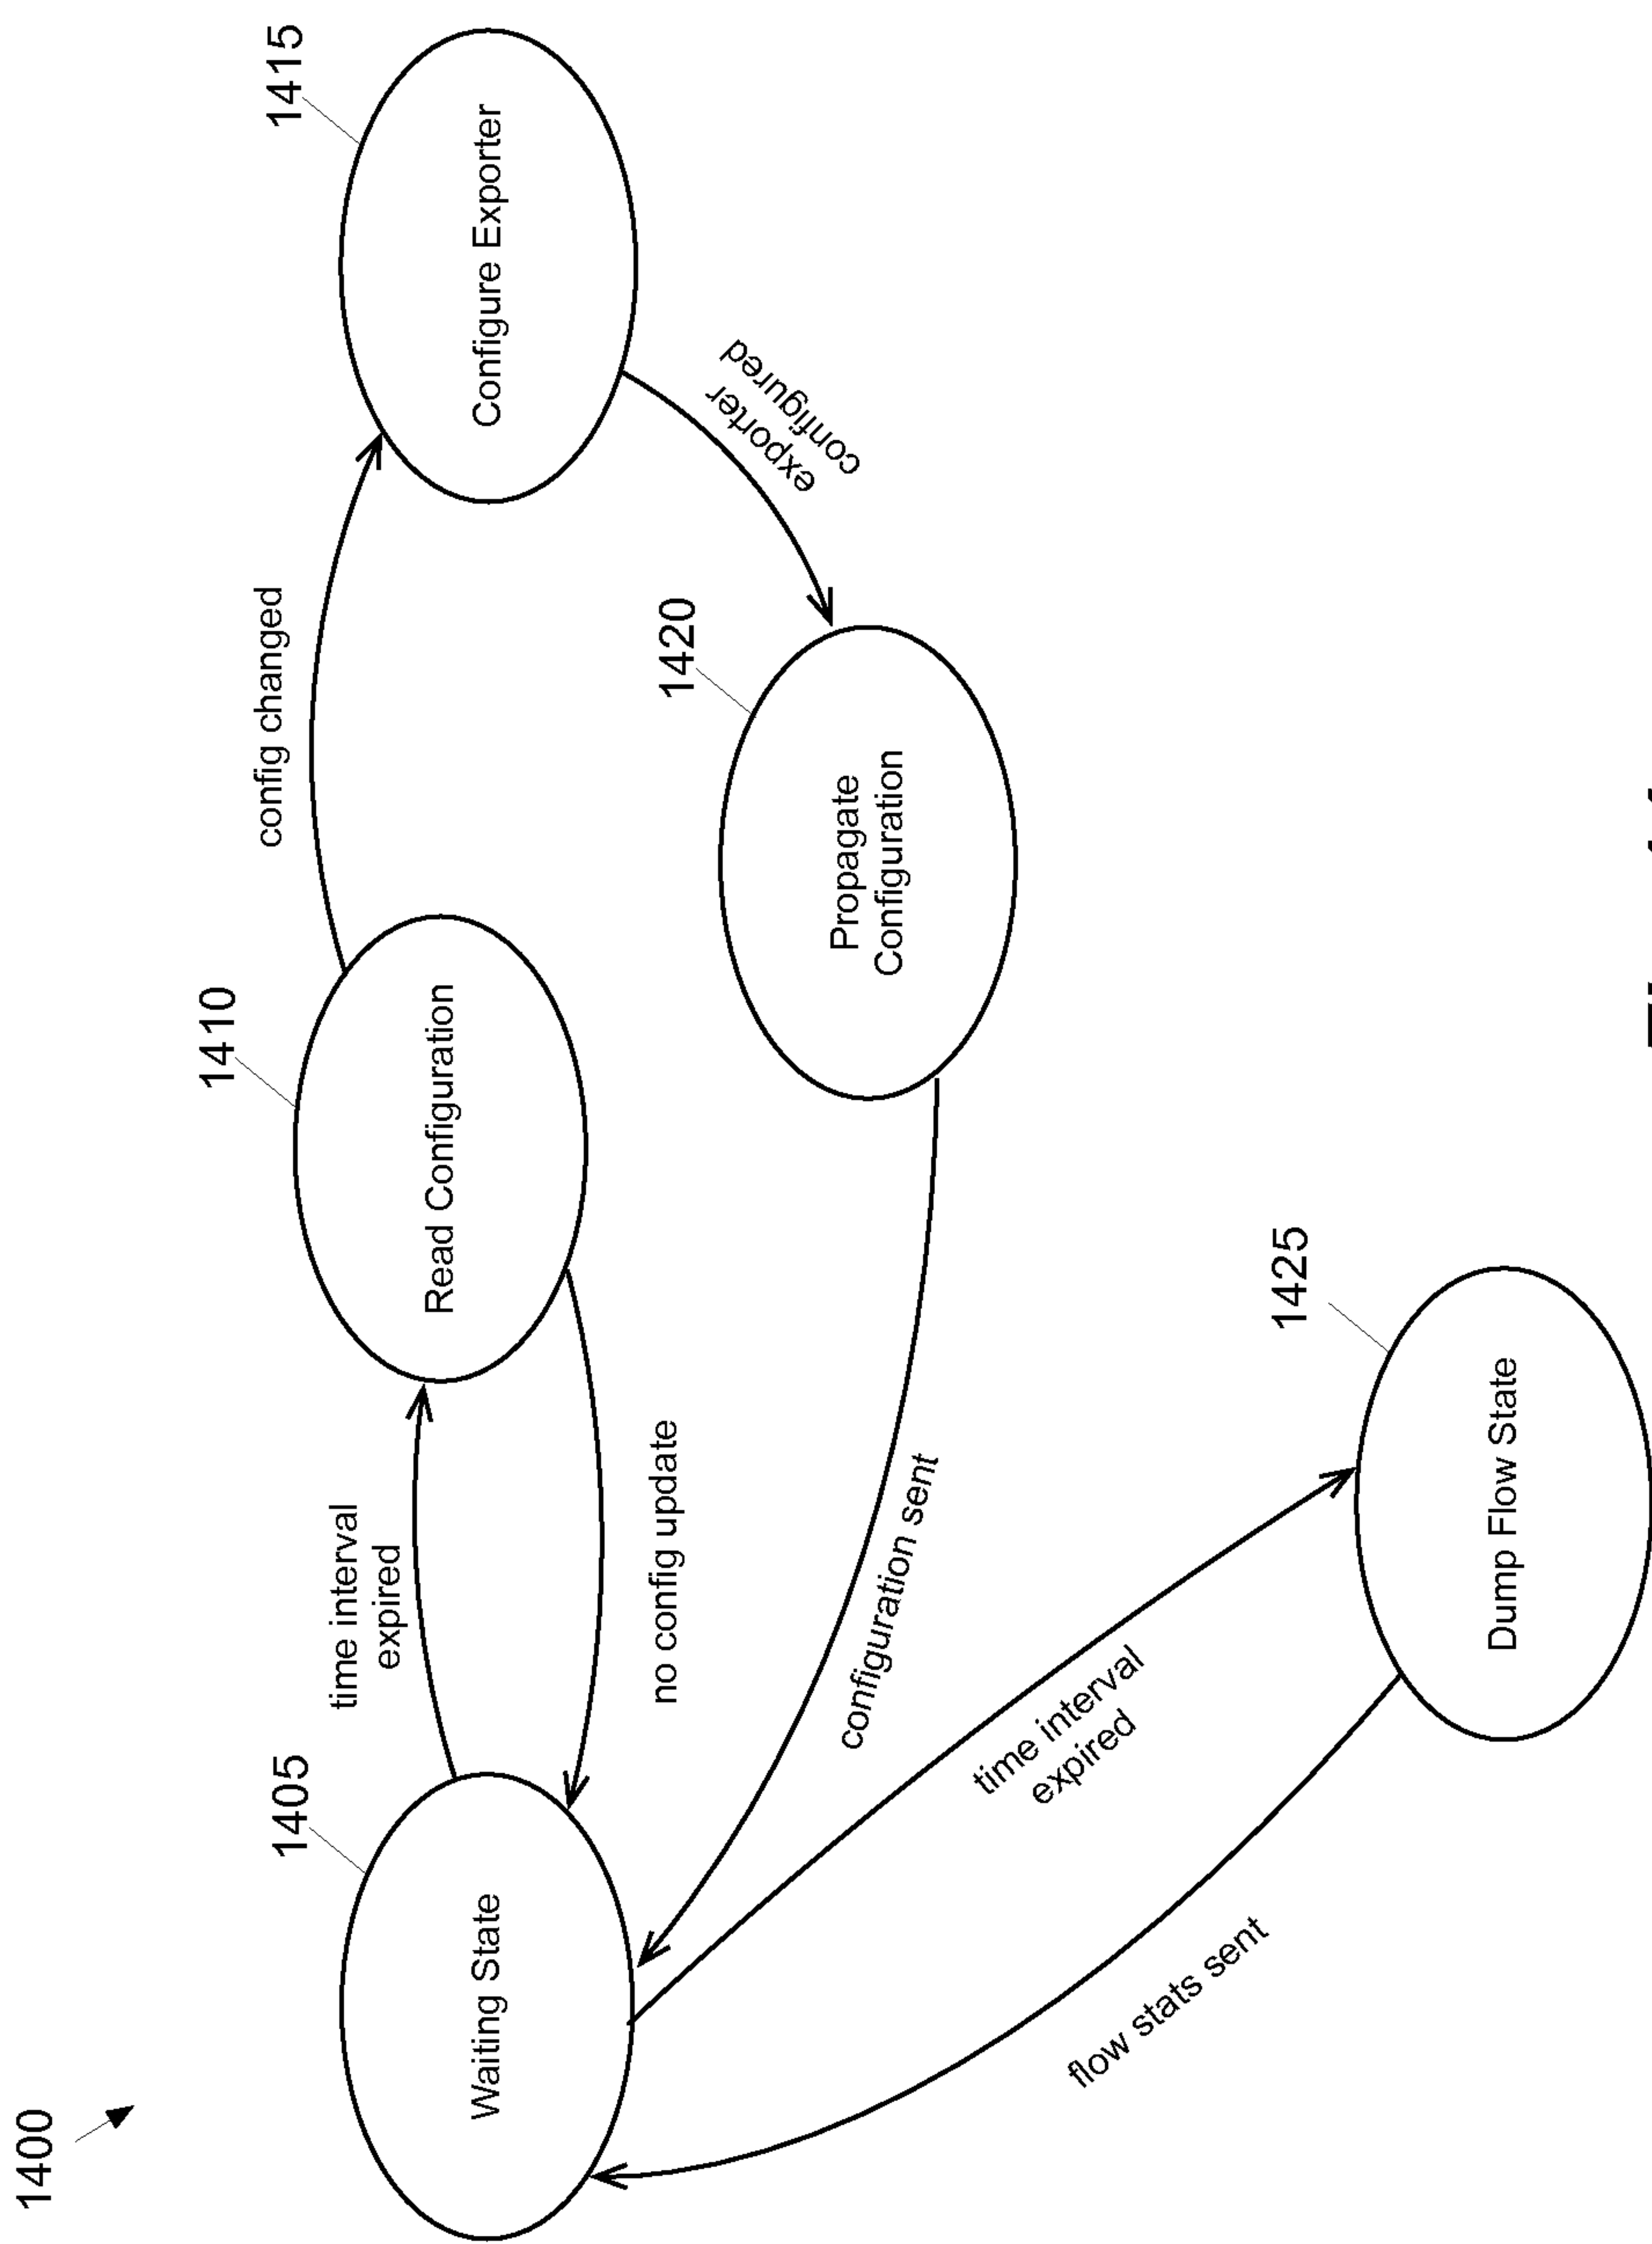 1400
1405
Waiting State
time interval
expired
no config update
1410
Read Configuration
config changed
1415
Configure Exporter
exporter
configured
1420
Propagate
Configuration
configuration sent
time interval
expired
flow stats sent
1425
Dump Flow State